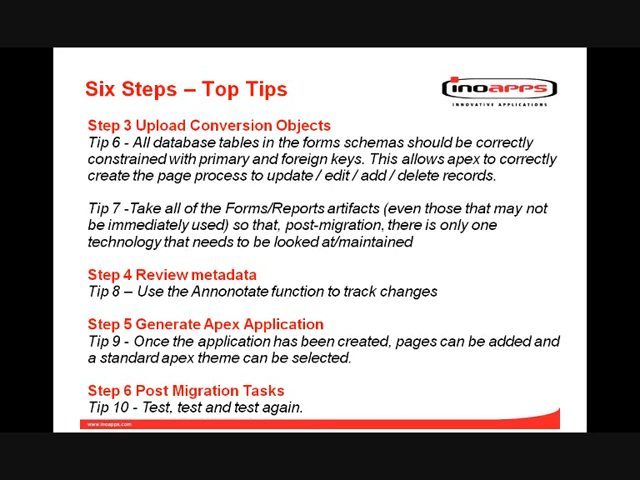 Six Steps – Top Tips
inoapps
INNOVATIVE APPLICATIONS
Step 3 Upload Conversion Objects
Tip 6 - All database tables in the forms schemas should be correctly
constrained with primary and foreign keys. This allows apex to correctly
create the page process to update / edit / add / delete records.
Tip 7 -Take all of the Forms/Reports artifacts (even those that may not
be immediately used) so that, post-migration, there is only one
technology that needs to be looked at/maintained
Step 4 Review metadata
Tip 8 – Use the Annonotate function to track changes
Step 5 Generate Apex Application
Tip 9 - Once the application has been created, pages can be added and
a standard apex theme can be selected.
Step 6 Post Migration Tasks
Tip 10 - Test, test and test again.
www.inoapps.com